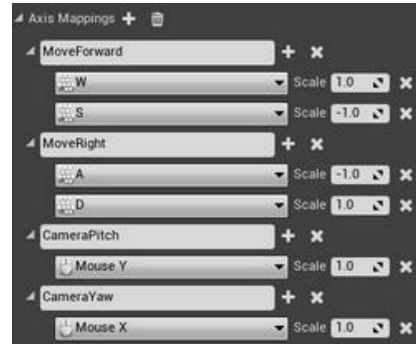 Axis Mappings
MoveForward
W Scale 1.0
S Scale -1.0
MoveRight
A Scale -1.0
D Scale 1.0
CameraPitch
Mouse Y Scale 1.0
CameraYaw
Mouse X Scale 1.0